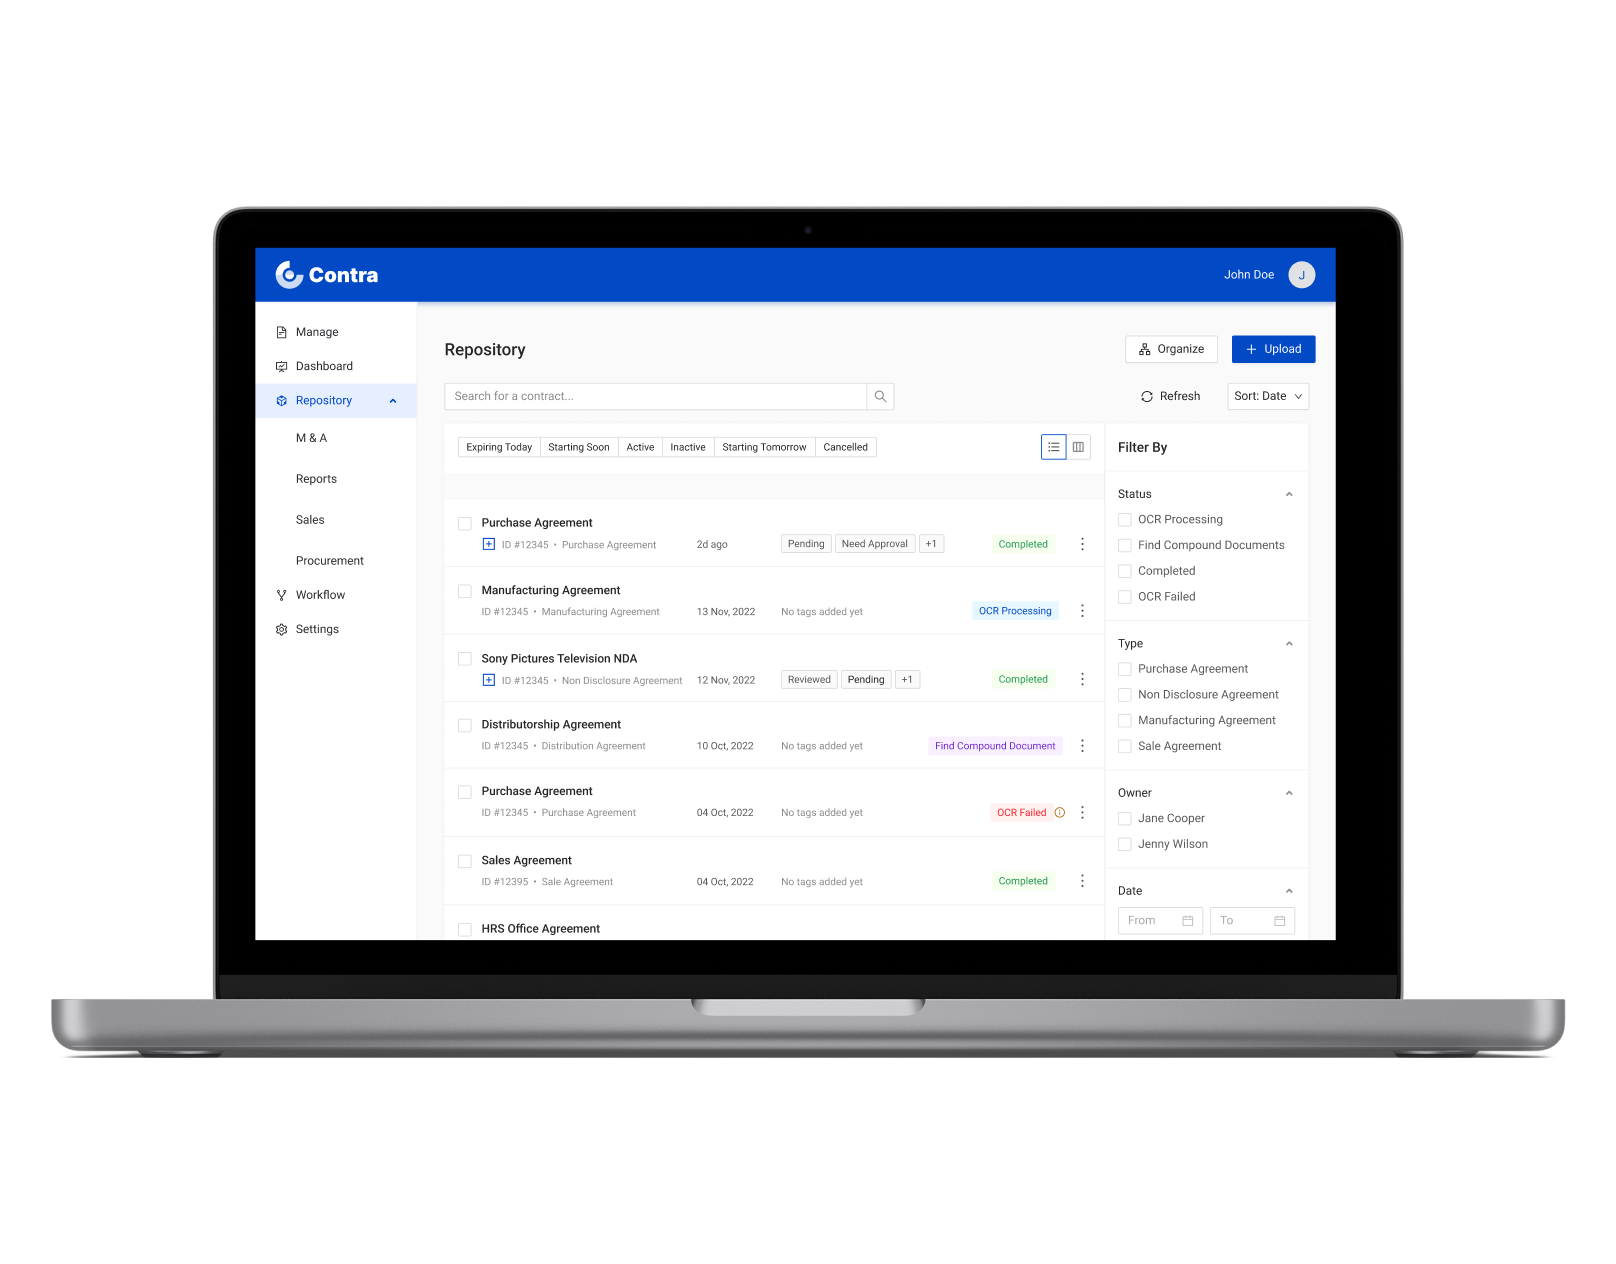 Contra
John Doe J
Manage
Dashboard
Repository
M & A
Reports
Sales
Procurement
Workflow
Settings
Repository
Organize
+ Upload
Search for a contract...
Refresh
Sort: Date
Expiring Today Starting Soon Active Inactive Starting Tomorrow Cancelled
Purchase Agreement
ID #12345 • Purchase Agreement 2d ago Pending Need Approval +1 Completed
Manufacturing Agreement
ID #12345 • Manufacturing Agreement 13 Nov, 2022 No tags added yet OCR Processing
Sony Pictures Television NDA
ID #12345 • Non Disclosure Agreement 12 Nov, 2022 Reviewed Pending +1 Completed
Distributorship Agreement
ID #12345 • Distribution Agreement 10 Oct, 2022 No tags added yet Find Compound Document
Purchase Agreement
ID #12345 • Purchase Agreement 04 Oct, 2022 No tags added yet OCR Failed
Sales Agreement
ID #12395 • Sale Agreement 04 Oct, 2022 No tags added yet Completed
HRS Office Agreement
Filter By
Status
OCR Processing
Find Compound Documents
Completed
OCR Failed
Type
Purchase Agreement
Non Disclosure Agreement
Manufacturing Agreement
Sale Agreement
Owner
Jane Cooper
Jenny Wilson
Date
From To